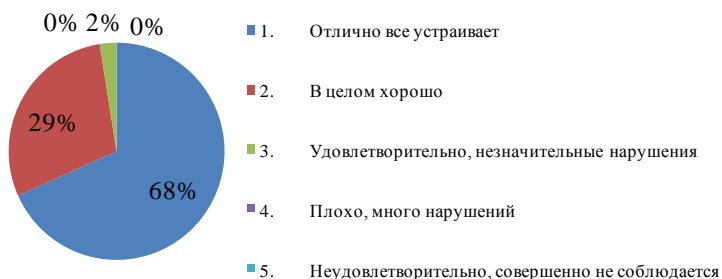 0% 2% 0%
29%
68%
1. Отлично все устраивает
2. В целом хорошо
3. Удовлетворительно, незначительные нарушения
4. Плохо, много нарушений
5. Неудовлетворительно, совершенно не соблюдается